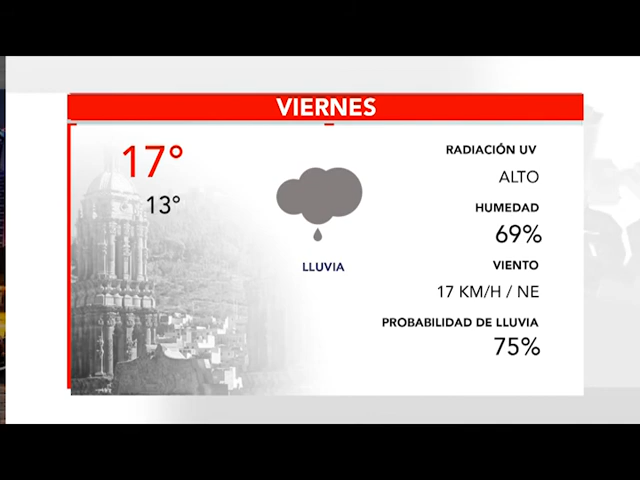 VIERNES
17°
13°
LLUVIA
RADIACIÓN UV
ALTO
HUMEDAD
69%
VIENTO
17 KM/H / NE
PROBABILIDAD DE LLUVIA
75%